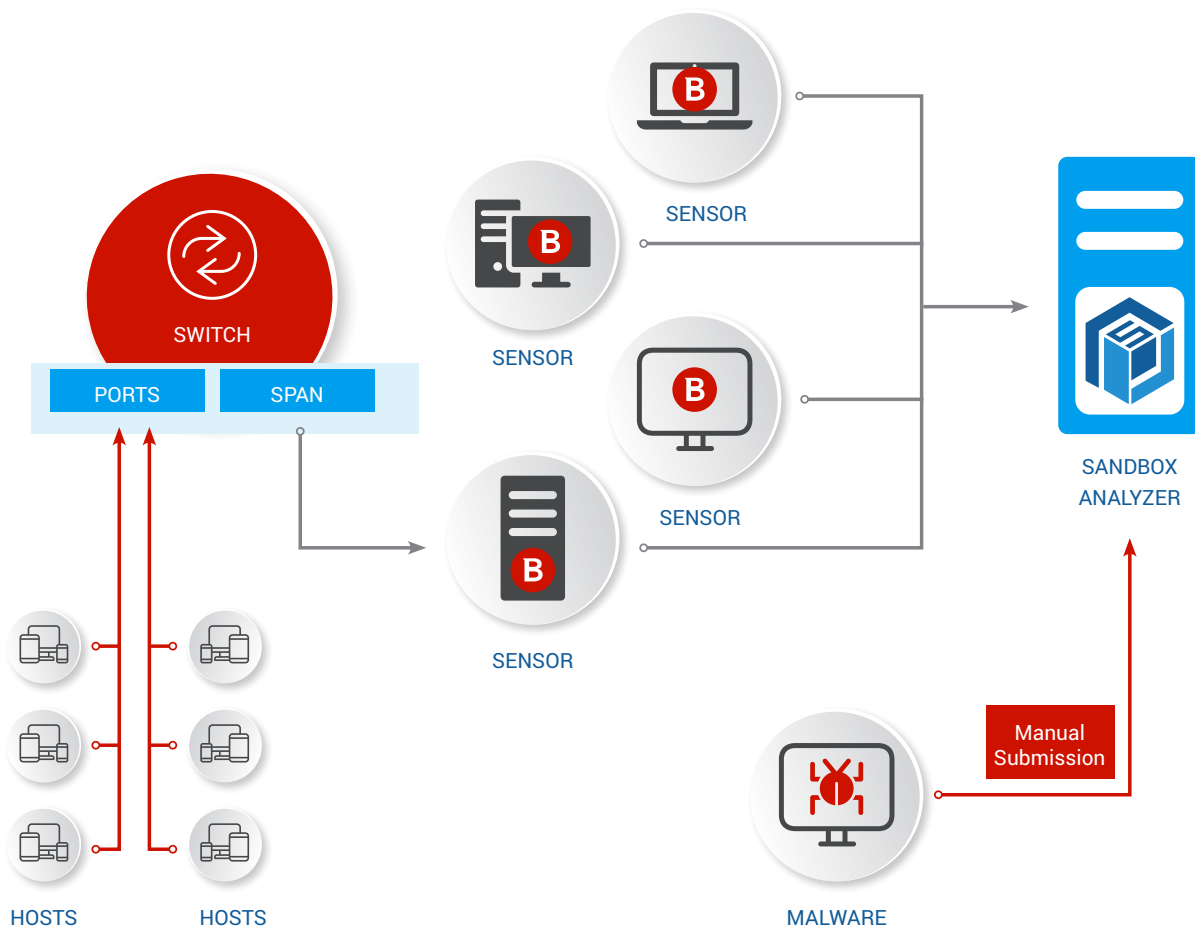 B
SENSOR
B
SENSOR
SWITCH
PORTS
SPAN
B
SENSOR
B
SENSOR
SANDBOX
ANALYZER
Manual
Submission
HOSTS
HOSTS
MALWARE